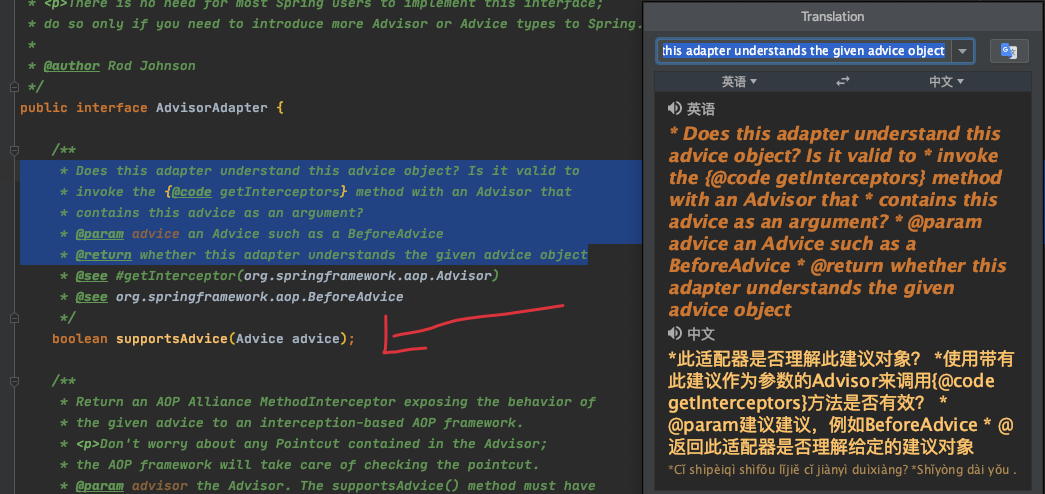 * <p>There is no need for most Spring users to implement this interface;
* do so only if you need to introduce more Advisor or Advice types to Spring.
*
* @author Rod Johnson
*/
public interface AdvisorAdapter {
/**
* Does this adapter understand this advice object? Is it valid to
* invoke the {@code getInterceptors} method with an Advisor that
* contains this advice as an argument?
* @param advice an Advice such as a BeforeAdvice
* @return whether this adapter understands the given advice object
* @see #getInterceptor(org.springframework.aop.Advisor)
* @see org.springframework.aop.BeforeAdvice
*/
boolean supportsAdvice(Advice advice);
/**
* Return an AOP Alliance MethodInterceptor exposing the behavior of
* the given advice to an interception-based AOP framework.
* <p>Don't worry about any Pointcut contained in the Advisor;
* the AOP framework will take care of checking the pointcut.
* @param advisor the Advisor. The supportsAdvice() method must have
Translation
this adapter understands the given advice object
英语 中文
英语
* Does this adapter understand this
advice object? Is it valid to * invoke
the {@code getInterceptors} method
with an Advisor that * contains this
advice as an argument? * @param
advice an Advice such as a
BeforeAdvice * @return whether this
adapter understands the given
advice object
中文
*此适配器是否理解此建议对象? *使用带有
此建议作为参数的Advisor来调用{@code
getInterceptors}方法是否有效? *
@param建议建议，例如BeforeAdvice * @
返回此适配器是否理解给定的建议对象
*Cǐ shìpèiqì shìfǒu lǐjiě cǐ jiànyì duìxiàng? *Shǐyòng dài yǒu .